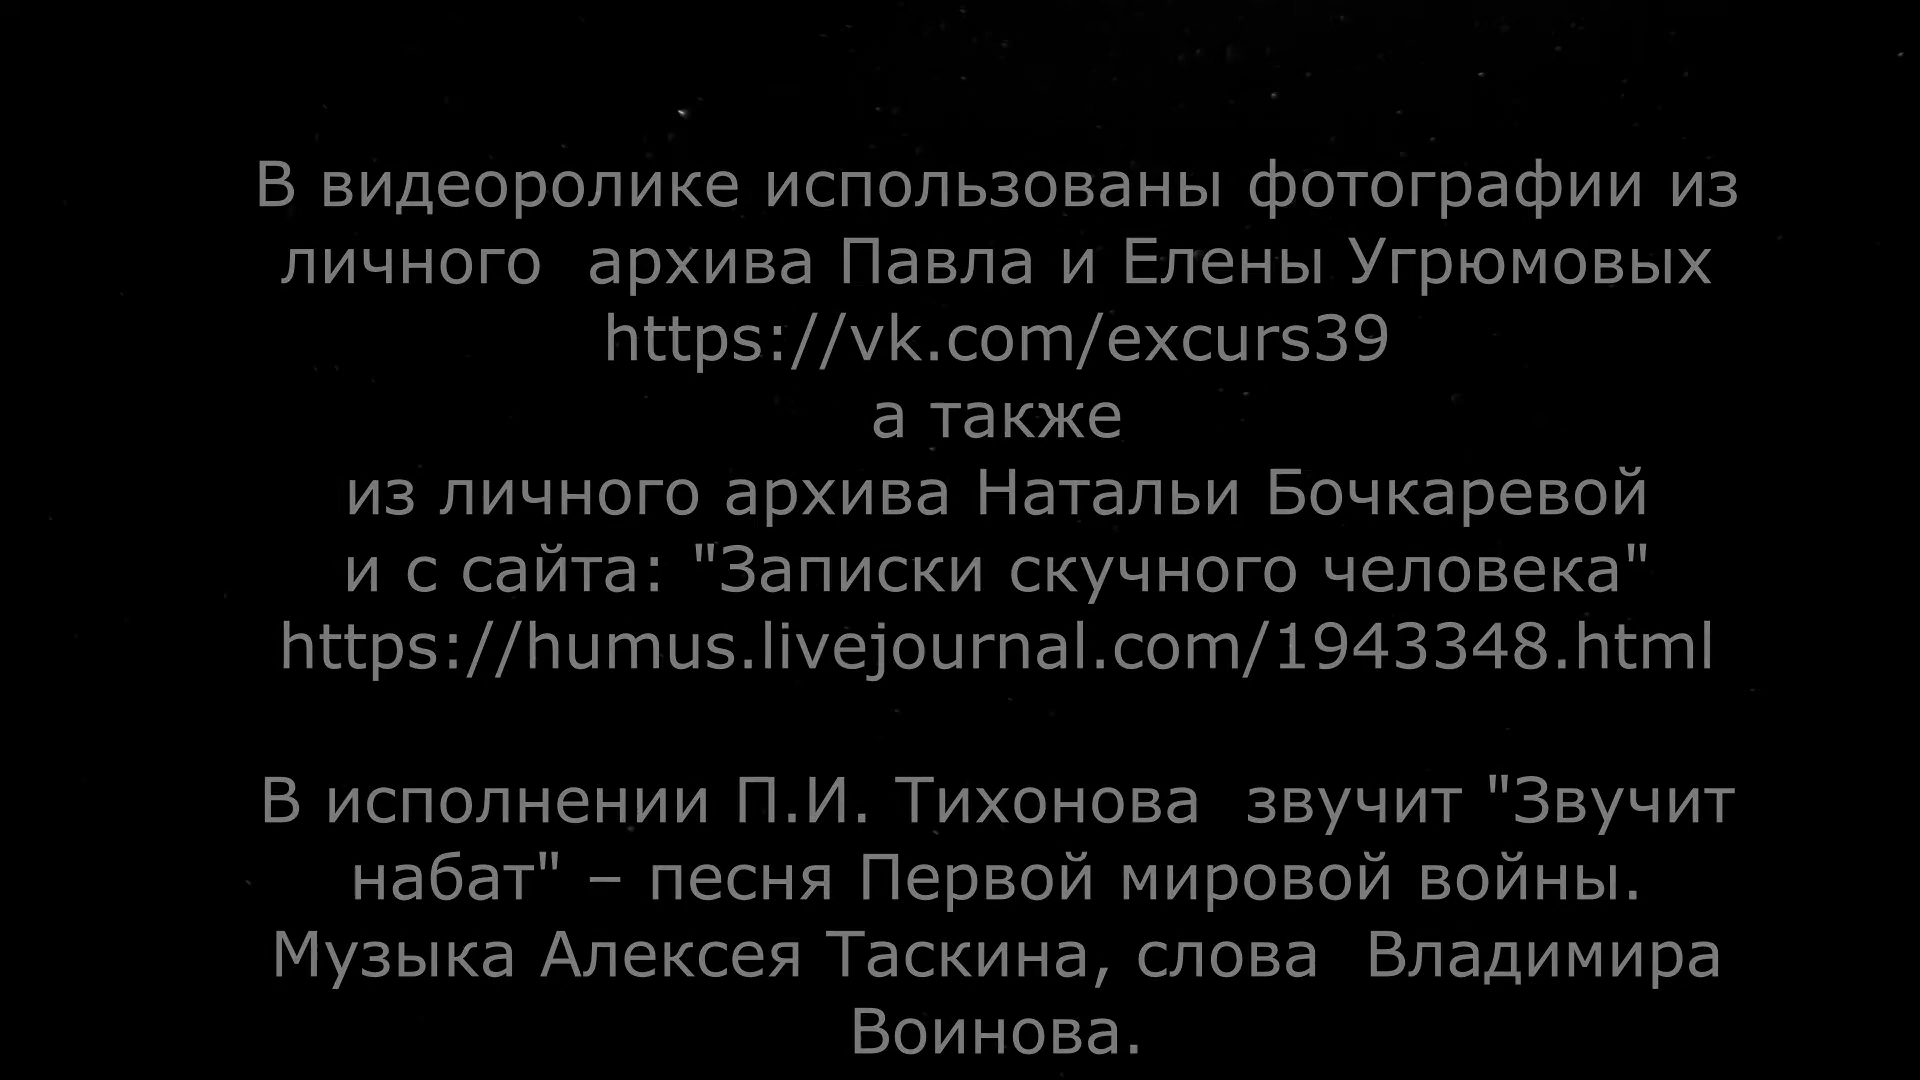 В видеоролике использованы фотографии из
личного  архива Павла и Елены Угрюмовых
https://vk.com/excurs39
а также
из личного архива Натальи Бочкаревой
и с сайта: "Записки скучного человека"
https://humus.livejournal.com/1943348.html
В исполнении П.И. Тихонова  звучит "Звучит
набат" – песня Первой мировой войны.
Музыка Алексея Таскина, слова  Владимира
Воинова.